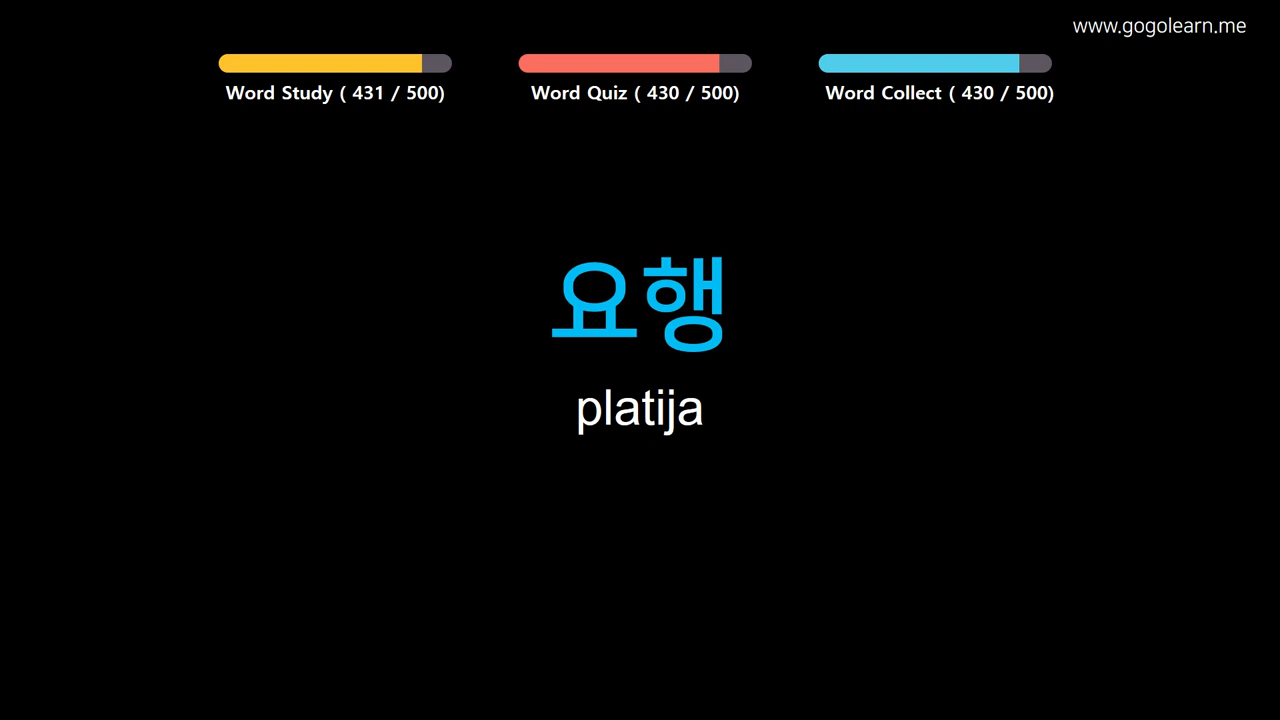 www.gogolearn.me
Word Study ( 431 / 500)
Word Quiz ( 430 / 500)
Word Collect ( 430 / 500)
요행
platija